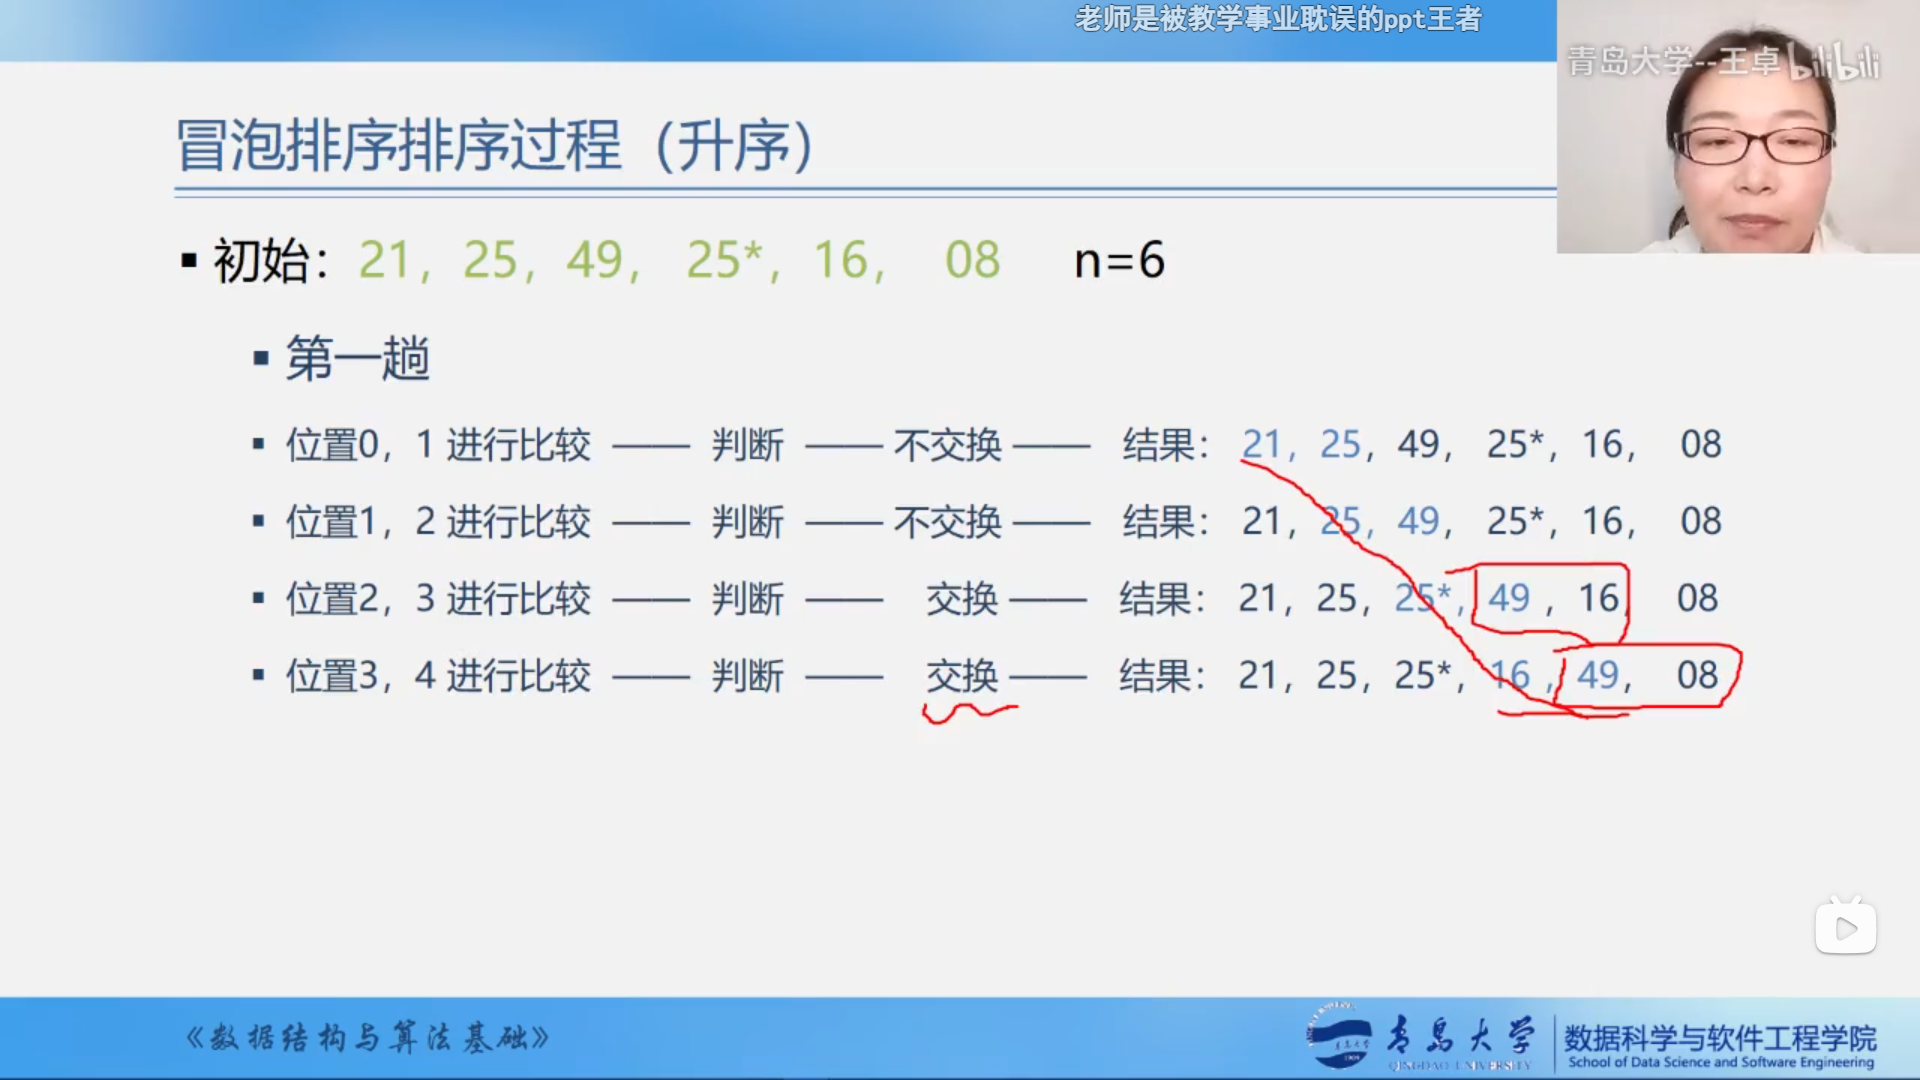 老师是被教学事业耽误的ppt王者
青岛大学--王卓 bilibili
冒泡排序排序过程（升序）
▪ 初始：21，25，49， 25*，16， 08 n=6
▪ 第一趟
▪ 位置0，1 进行比较 —— 判断 —— 不交换 —— 结果：21，25，49， 25*，16， 08
▪ 位置1，2 进行比较 —— 判断 —— 不交换 —— 结果：21，25，49， 25*，16， 08
▪ 位置2，3 进行比较 —— 判断 —— 交换 —— 结果：21，25，25*，49 ，16， 08
▪ 位置3，4 进行比较 —— 判断 —— 交换 —— 结果：21，25，25*，16 ，49， 08
《数据结构与算法基础》
青岛大学
QINGDAO UNIVERSITY
数据科学与软件工程学院
School of Data Science and Software Engineering